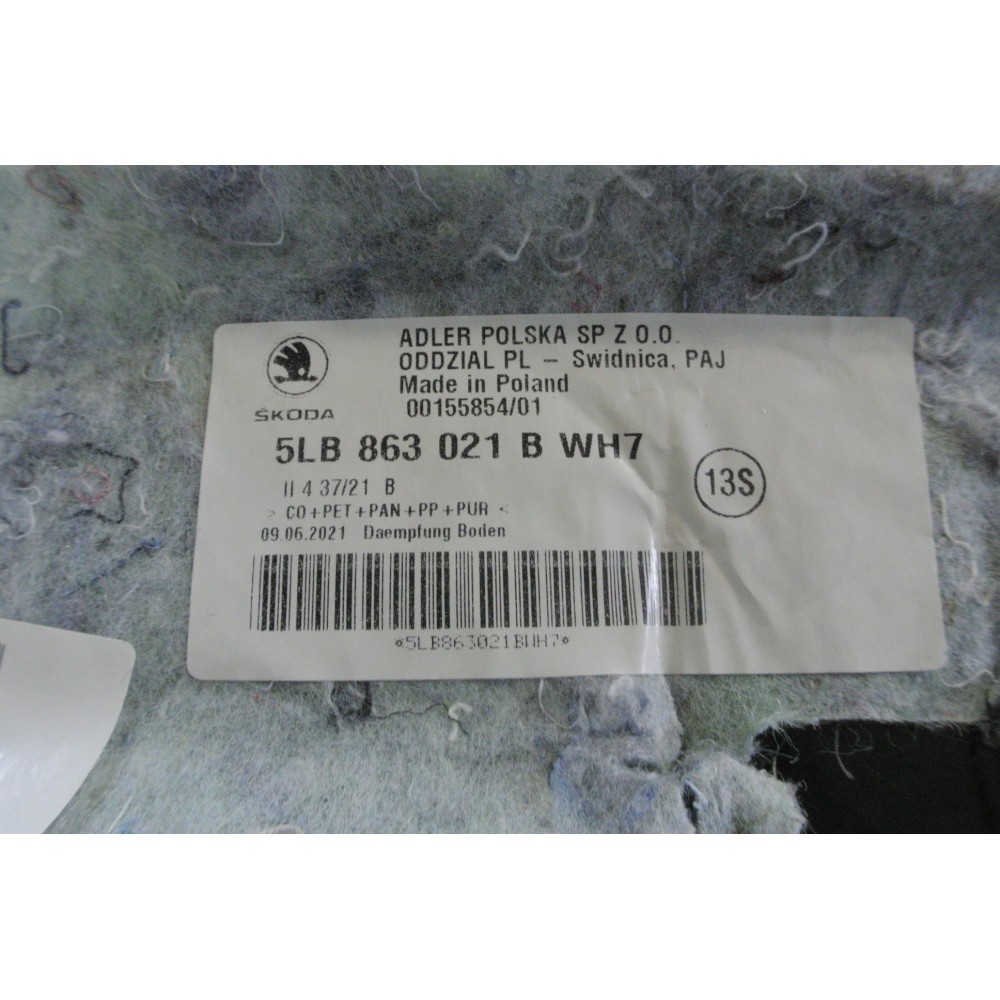 ADLER POLSKA SP Z O.O.
ODDZIAL PL – Swidnica, PAJ
Made in Poland
00155854/01
ŠKODA
5LB 863 021 B WH7
13S
II 4 37/21 B
> CO+PET+PAN+PP+PUR <
09.06.2021 Daempfung Boden
*5LB863021BWH7*